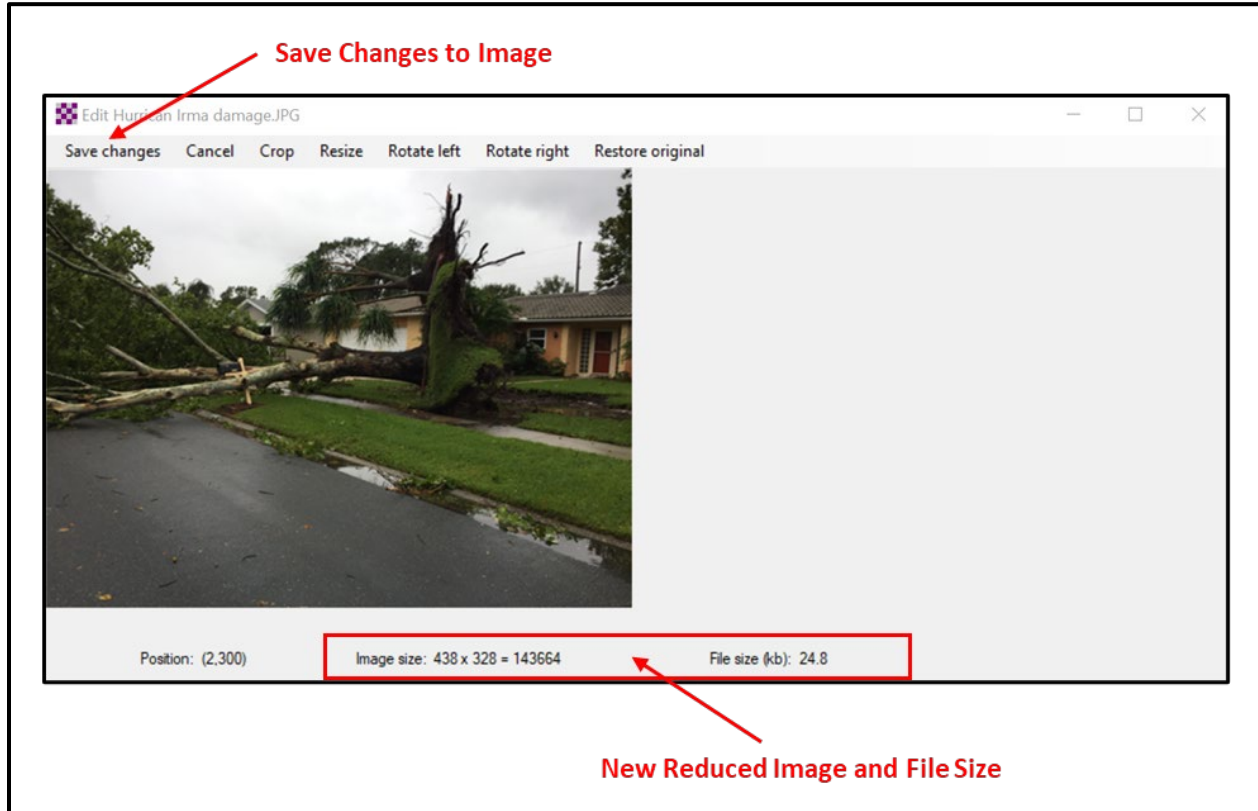 Save Changes to Image
Edit Hurrican Irma damage.JPG
Save changes Cancel Crop Resize Rotate left Rotate right Restore original
Position: (2,300) Image size: 438 x 328 = 143664 File size (kb): 24.8
New Reduced Image and File Size